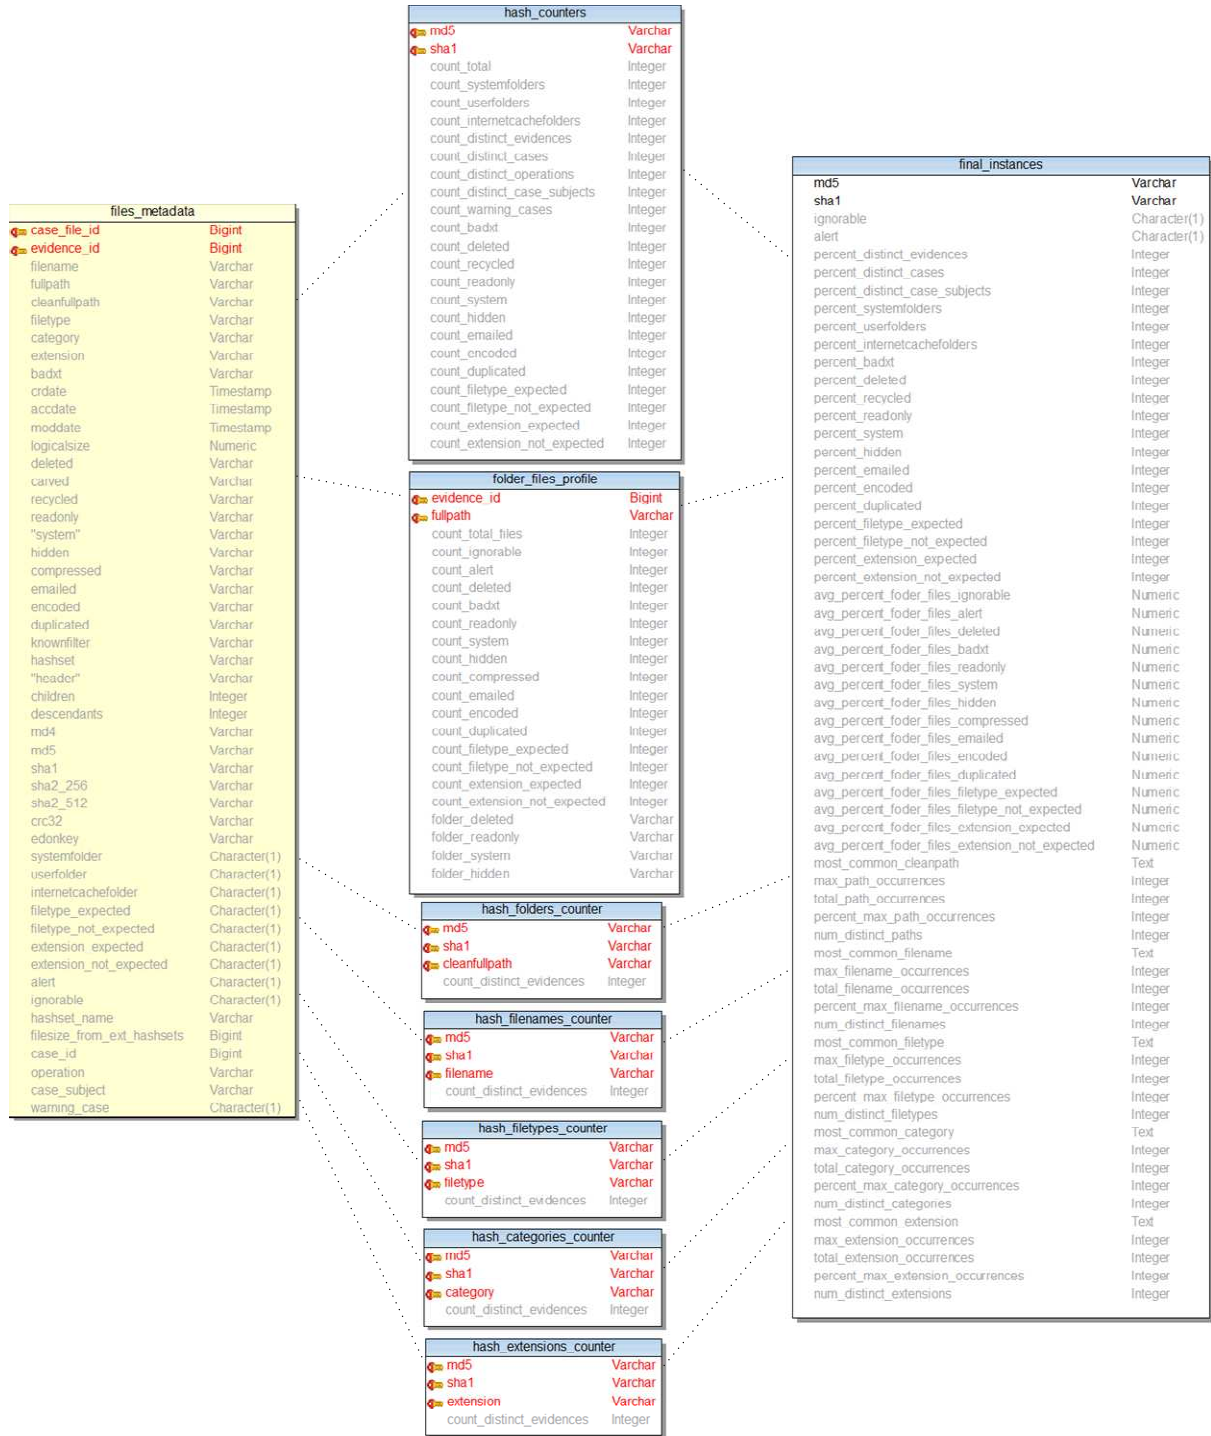 hash_counters
md5 Varchar
sha1 Varchar
count_total Integer
count_systemfolders Integer
count_userfolders Integer
count_internetcachefolders Integer
count_distinct_evidences Integer
count_distinct_cases Integer
count_distinct_operations Integer
count_distinct_case_subjects Integer
count_warning_cases Integer
count_badxt Integer
count_deleted Integer
count_recycled Integer
count_readonly Integer
count_system Integer
count_hidden Integer
count_emailed Integer
count_encoded Integer
count_duplicated Integer
count_filetype_expected Integer
count_filetype_not_expected Integer
count_extension_expected Integer
count_extension_not_expected Integer
files_metadata
case_file_id Bigint
evidence_id Bigint
filename Varchar
fullpath Varchar
cleanfullpath Varchar
filetype Varchar
category Varchar
extension Varchar
badxt Varchar
crdate Timestamp
accdate Timestamp
moddate Timestamp
logicalsize Numeric
deleted Varchar
carved Varchar
recycled Varchar
readonly Varchar
"system" Varchar
hidden Varchar
compressed Varchar
emailed Varchar
encoded Varchar
duplicated Varchar
knownfilter Varchar
hashset Varchar
"header" Varchar
children Integer
descendants Integer
md4 Varchar
md5 Varchar
sha1 Varchar
sha2_256 Varchar
sha2_512 Varchar
crc32 Varchar
edonkey Varchar
systemfolder Character(1)
userfolder Character(1)
internetcachefolder Character(1)
filetype_expected Character(1)
filetype_not_expected Character(1)
extension_expected Character(1)
extension_not_expected Character(1)
alert Character(1)
ignorable Character(1)
hashset_name Varchar
filesize_from_ext_hashsets Bigint
case_id Bigint
operation Varchar
case_subject Varchar
warning_case Character(1)
folder_files_profile
evidence_id Bigint
fullpath Varchar
count_total_files Integer
count_ignorable Integer
count_alert Integer
count_deleted Integer
count_badxt Integer
count_readonly Integer
count_system Integer
count_hidden Integer
count_compressed Integer
count_emailed Integer
count_encoded Integer
count_duplicated Integer
count_filetype_expected Integer
count_filetype_not_expected Integer
count_extension_expected Integer
count_extension_not_expected Integer
folder_deleted Varchar
folder_readonly Varchar
folder_system Varchar
folder_hidden Varchar
hash_folders_counter
md5 Varchar
sha1 Varchar
cleanfullpath Varchar
count_distinct_evidences Integer
hash_filenames_counter
md5 Varchar
sha1 Varchar
filename Varchar
count_distinct_evidences Integer
hash_filetypes_counter
md5 Varchar
sha1 Varchar
filetype Varchar
count_distinct_evidences Integer
hash_categories_counter
md5 Varchar
sha1 Varchar
category Varchar
count_distinct_evidences Integer
hash_extensions_counter
md5 Varchar
sha1 Varchar
extension Varchar
count_distinct_evidences Integer
final_instances
md5 Varchar
sha1 Varchar
ignorable Character(1)
alert Character(1)
percent_distinct_evidences Integer
percent_distinct_cases Integer
percent_distinct_case_subjects Integer
percent_systemfolders Integer
percent_userfolders Integer
percent_internetcachefolders Integer
percent_badxt Integer
percent_deleted Integer
percent_recycled Integer
percent_readonly Integer
percent_system Integer
percent_hidden Integer
percent_emailed Integer
percent_encoded Integer
percent_duplicated Integer
percent_filetype_expected Integer
percent_filetype_not_expected Integer
percent_extension_expected Integer
percent_extension_not_expected Integer
avg_percent_foder_files_ignorable Numeric
avg_percent_foder_files_alert Numeric
avg_percent_foder_files_deleted Numeric
avg_percent_foder_files_badxt Numeric
avg_percent_foder_files_readonly Numeric
avg_percent_foder_files_system Numeric
avg_percent_foder_files_hidden Numeric
avg_percent_foder_files_compressed Numeric
avg_percent_foder_files_emailed Numeric
avg_percent_foder_files_encoded Numeric
avg_percent_foder_files_duplicated Numeric
avg_percent_foder_files_filetype_expected Numeric
avg_percent_foder_files_filetype_not_expected Numeric
avg_percent_foder_files_extension_expected Numeric
avg_percent_foder_files_extension_not_expected Numeric
most_common_cleanpath Text
max_path_occurrences Integer
total_path_occurrences Integer
percent_max_path_occurrences Integer
num_distinct_paths Integer
most_common_filename Text
max_filename_occurrences Integer
total_filename_occurrences Integer
percent_max_filename_occurrences Integer
num_distinct_filenames Integer
most_common_filetype Text
max_filetype_occurrences Integer
total_filetype_occurrences Integer
percent_max_filetype_occurrences Integer
num_distinct_filetypes Integer
most_common_category Text
max_category_occurrences Integer
total_category_occurrences Integer
percent_max_category_occurrences Integer
num_distinct_categories Integer
most_common_extension Text
max_extension_occurrences Integer
total_extension_occurrences Integer
percent_max_extension_occurrences Integer
num_distinct_extensions Integer